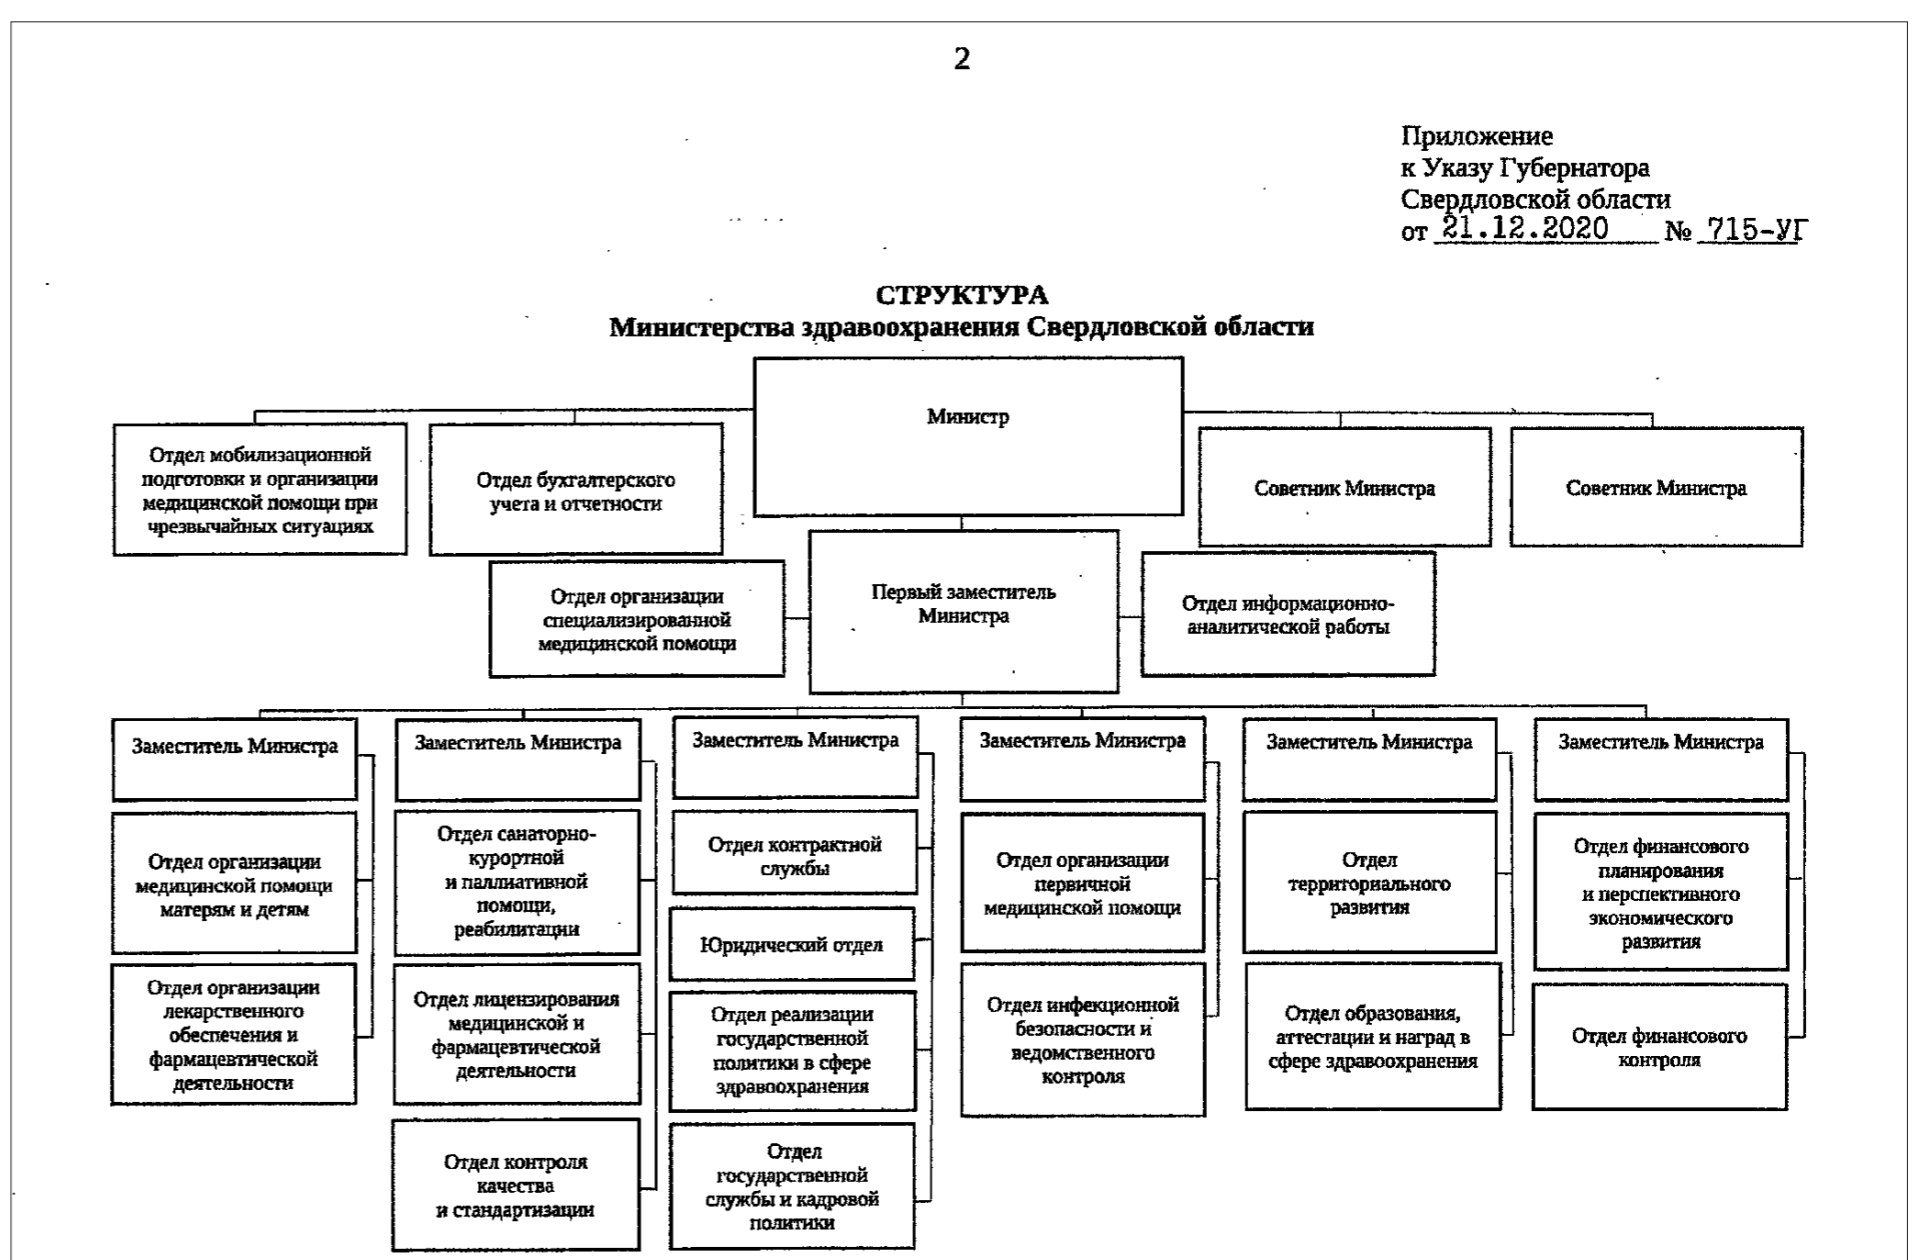 2
Приложение
к Указу Губернатора
Свердловской области
от 21.12.2020 № 715-УГ
СТРУКТУРА
Министерства здравоохранения Свердловской области
Министр
Отдел мобилизационной
подготовки и организации
медицинской помощи при
чрезвычайных ситуациях
Отдел бухгалтерского
учета и отчетности
Советник Министра
Советник Министра
Отдел организации
специализированной
медицинской помощи
Первый заместитель
Министра
Отдел информационно-
аналитической работы
Заместитель Министра
Заместитель Министра
Заместитель Министра
Заместитель Министра
Заместитель Министра
Заместитель Министра
Отдел организации
медицинской помощи
матерям и детям
Отдел организации
лекарственного
обеспечения и
фармацевтической
деятельности
Отдел санаторно-
курортной
и паллиативной
помощи,
реабилитации
Отдел лицензирования
медицинской и
фармацевтической
деятельности
Отдел контроля
качества
и стандартизации
Отдел контрактной
службы
Юридический отдел
Отдел реализации
государственной
политики в сфере
здравоохранения
Отдел
государственной
службы и кадровой
политики
Отдел организации
первичной
медицинской помощи
Отдел инфекционной
безопасности и
ведомственного
контроля
Отдел
территориального
развития
Отдел образования,
аттестации и наград в
сфере здравоохранения
Отдел финансового
планирования
и перспективного
экономического
развития
Отдел финансового
контроля